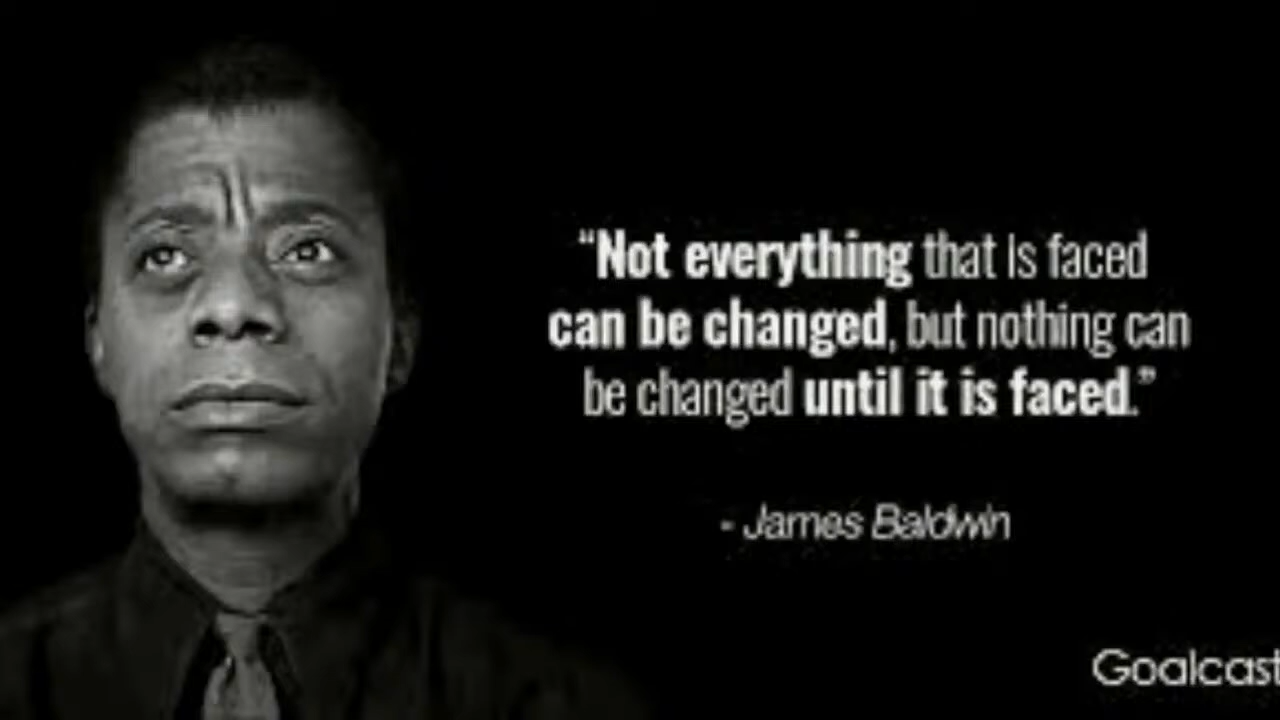 “Not everything that is faced
can be changed, but nothing can
be changed until it is faced.”
- James Baldwin
Goalcast